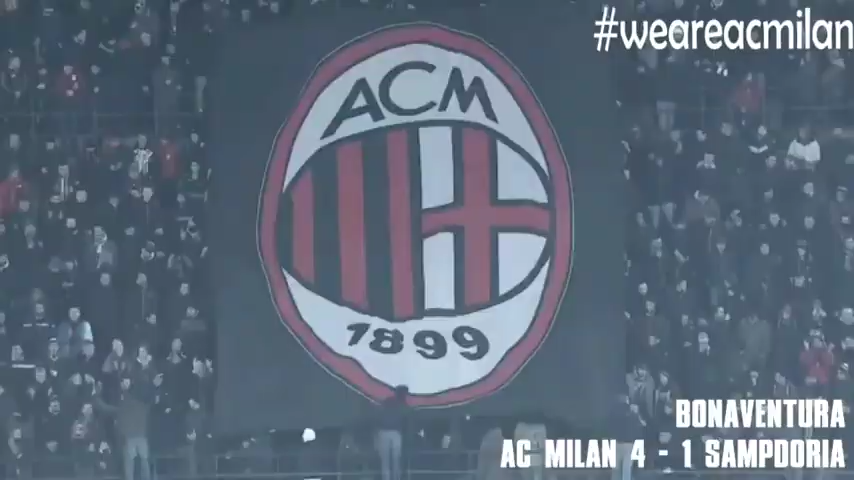 #weareacmilan
ACM
1899
BONAVENTURA
AC MILAN 4 - 1 SAMPDORIA